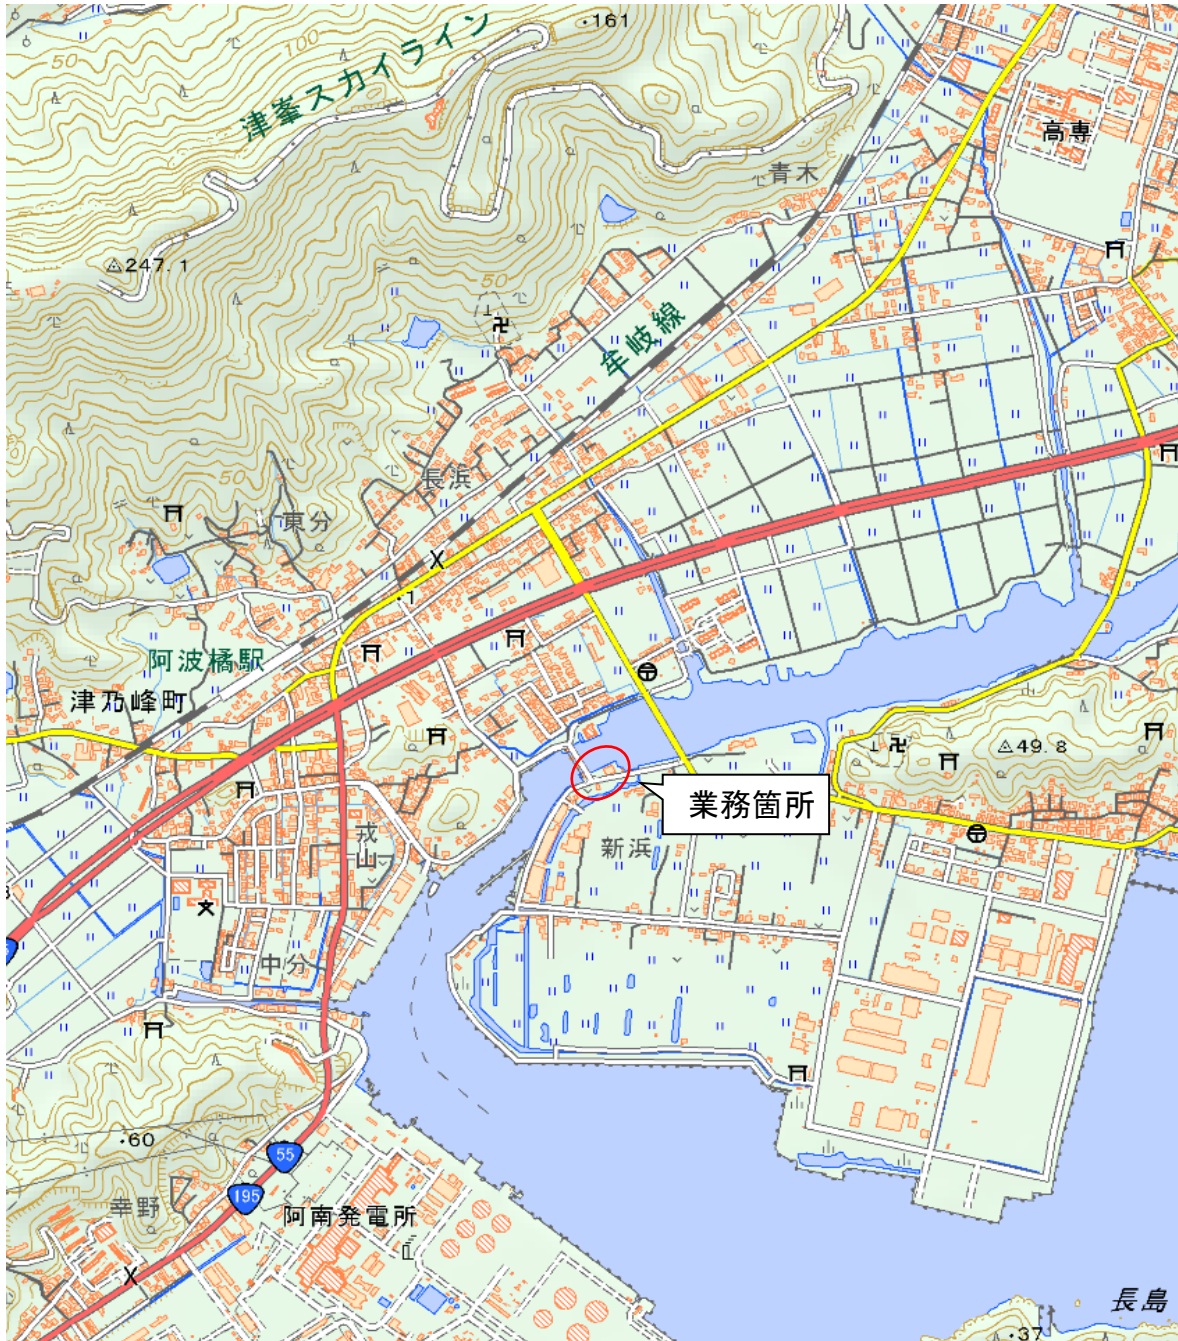 161
津峯スカイライン
100
50
高専
青木
247.1
50
牟岐線
長浜
50
東分
1
阿波橘駅
津乃峰町
49.8
業務箇所
新浜
戎山
中分
60
55
195
幸野
阿南発電所
長島
37